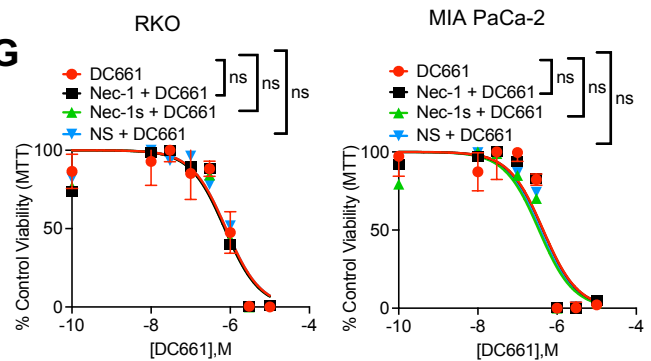 G
RKO
DC661
Nec-1 + DC661
Nec-1s + DC661
NS + DC661
ns
ns
ns
% Control Viability (MTT)
100
50
0
-10
-8
-6
-4
[DC661],M
MIA PaCa-2
DC661
Nec-1 + DC661
Nec-1s + DC661
NS + DC661
ns
ns
ns
% Control Viability (MTT)
100
50
0
-10
-8
-6
-4
[DC661],M